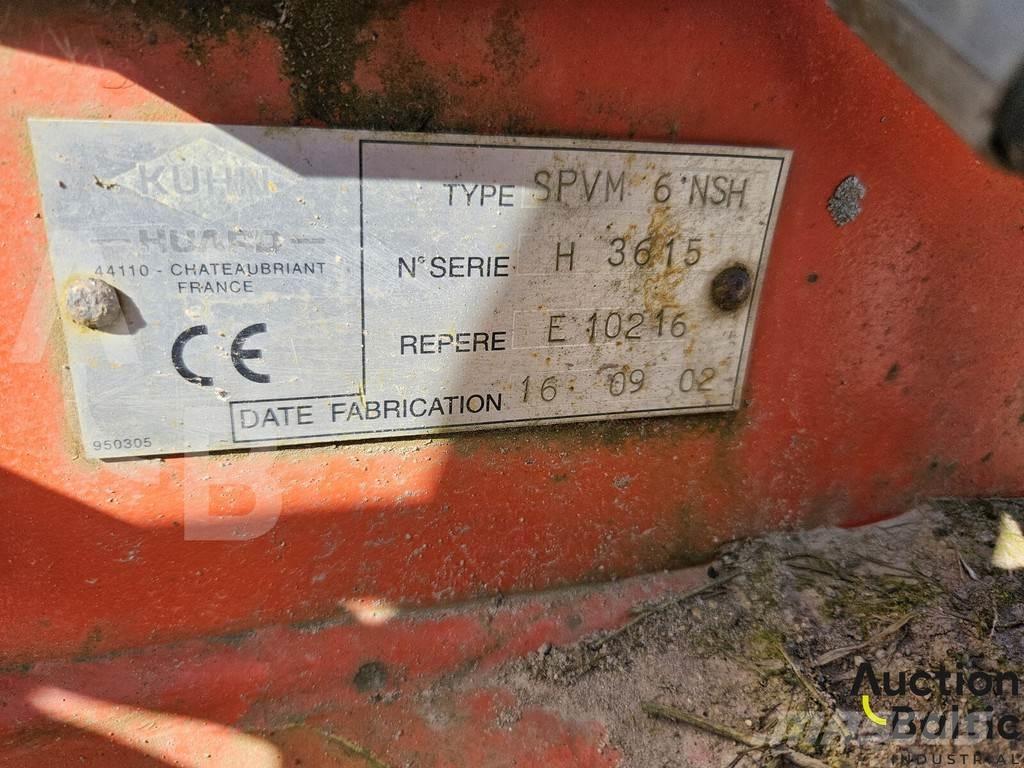 KUHN
HUARD
44110 - CHATEAUBRIANT
FRANCE
CE
950305
TYPE SPVM 6 NSH
N° SERIE H 3615
REPERE E 10216
DATE FABRICATION 16 09 02
A
B
Auction
Baltic
INDUSTRIAL